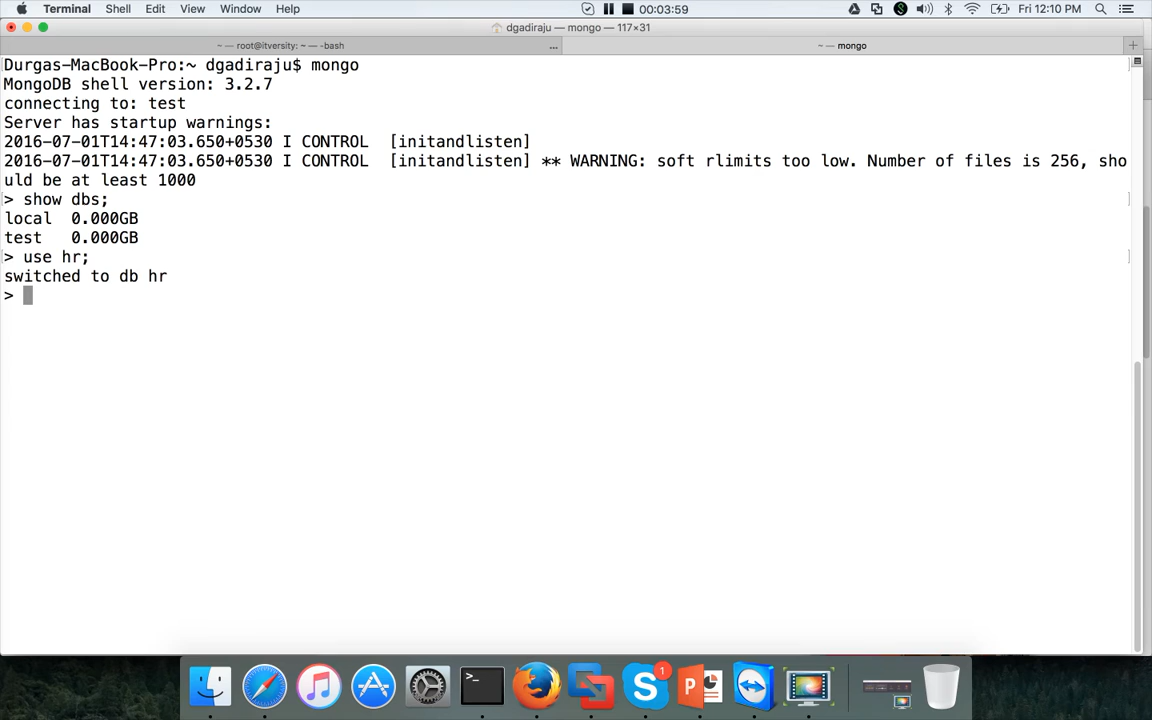 Terminal Shell Edit View Window Help 00:03:59 Fri 12:10 PM
dgadiraju — mongo — 117×31
~ — root@itversity: ~ — -bash ... ~ — mongo +
Durgas-MacBook-Pro:~ dgadiraju$ mongo
MongoDB shell version: 3.2.7
connecting to: test
Server has startup warnings:
2016-07-01T14:47:03.650+0530 I CONTROL  [initandlisten]
2016-07-01T14:47:03.650+0530 I CONTROL  [initandlisten] ** WARNING: soft rlimits too low. Number of files is 256, sho
uld be at least 1000
> show dbs;
local  0.000GB
test   0.000GB
> use hr;
switched to db hr
>
>_ S 1 P